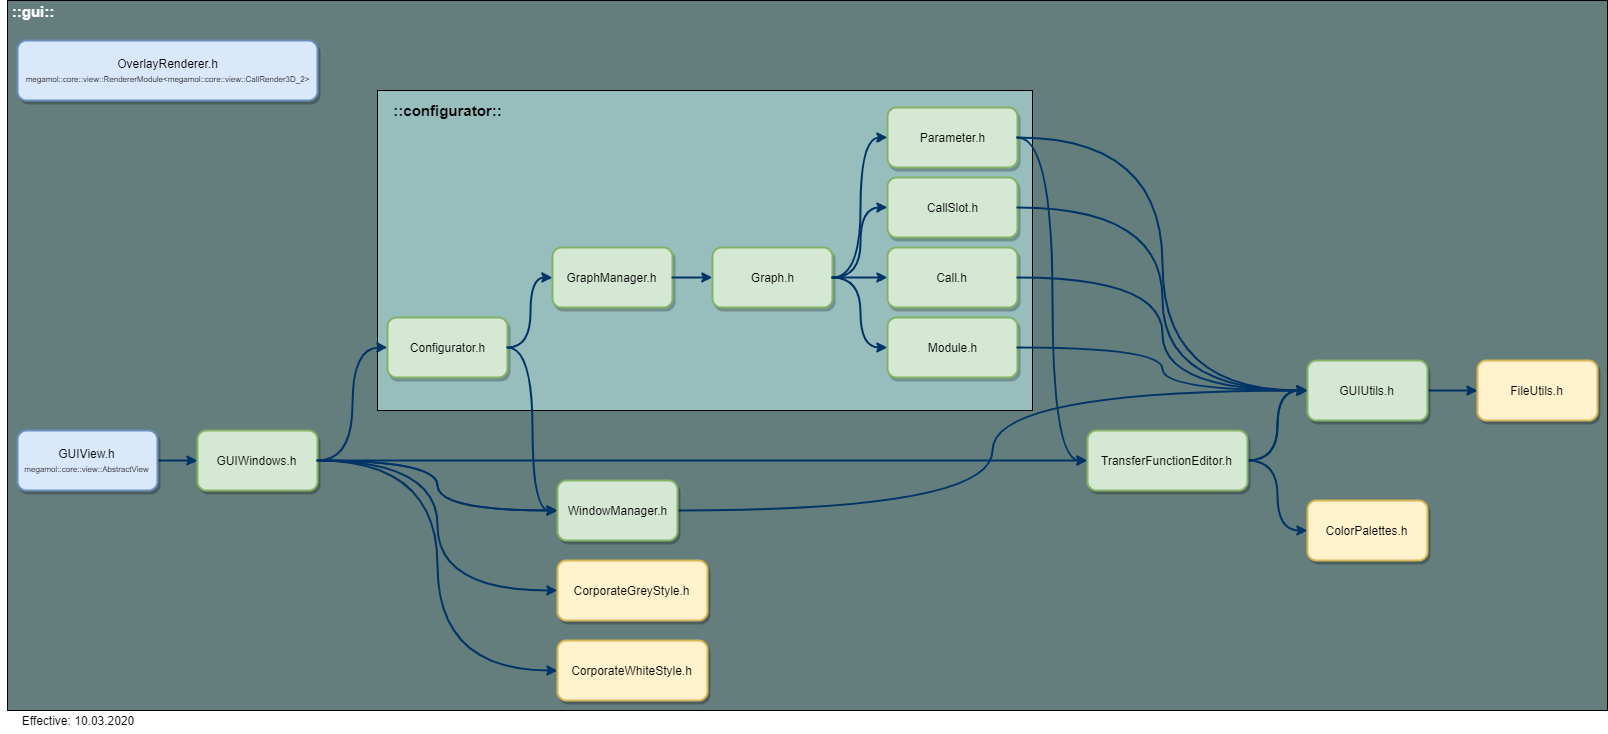 ::gui::
OverlayRenderer.h
megamol::core::view::RendererModule<megamol::core::view::CallRender3D_2>
::configurator::
Parameter.h
CallSlot.h
GraphManager.h
Graph.h
Call.h
Configurator.h
Module.h
GUIUtils.h
FileUtils.h
GUIView.h
megamol::core::view::AbstractView
GUIWindows.h
TransferFunctionEditor.h
WindowManager.h
ColorPalettes.h
CorporateGreyStyle.h
CorporateWhiteStyle.h
Effective: 10.03.2020